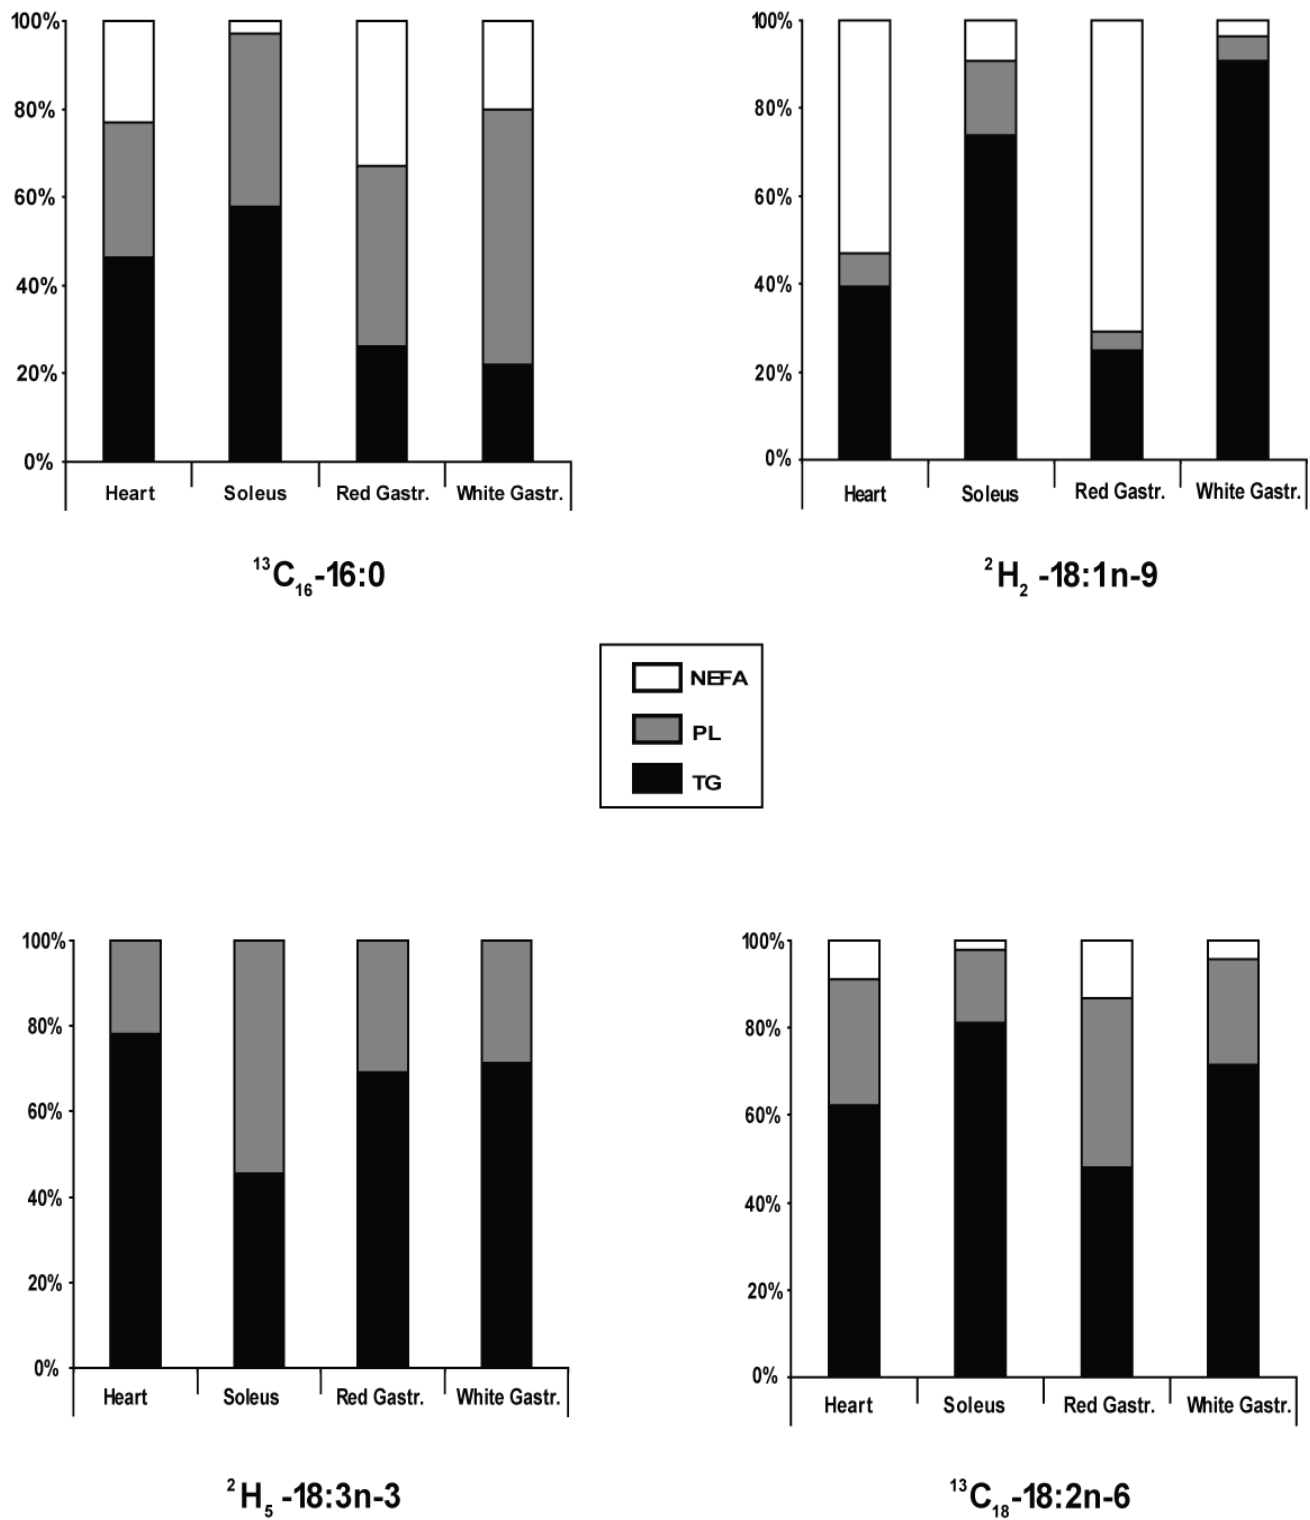 100%
80%
60%
40%
20%
0%
Heart Soleus Red Gastr. White Gastr.
¹³C₁₆-16:0
100%
80%
60%
40%
20%
0%
Heart Soleus Red Gastr. White Gastr.
²H₂ -18:1n-9
NEFA
PL
TG
100%
80%
60%
40%
20%
0%
Heart Soleus Red Gastr. White Gastr.
²H₅ -18:3n-3
100%
80%
60%
40%
20%
0%
Heart Soleus Red Gastr. White Gastr.
¹³C₁₈-18:2n-6